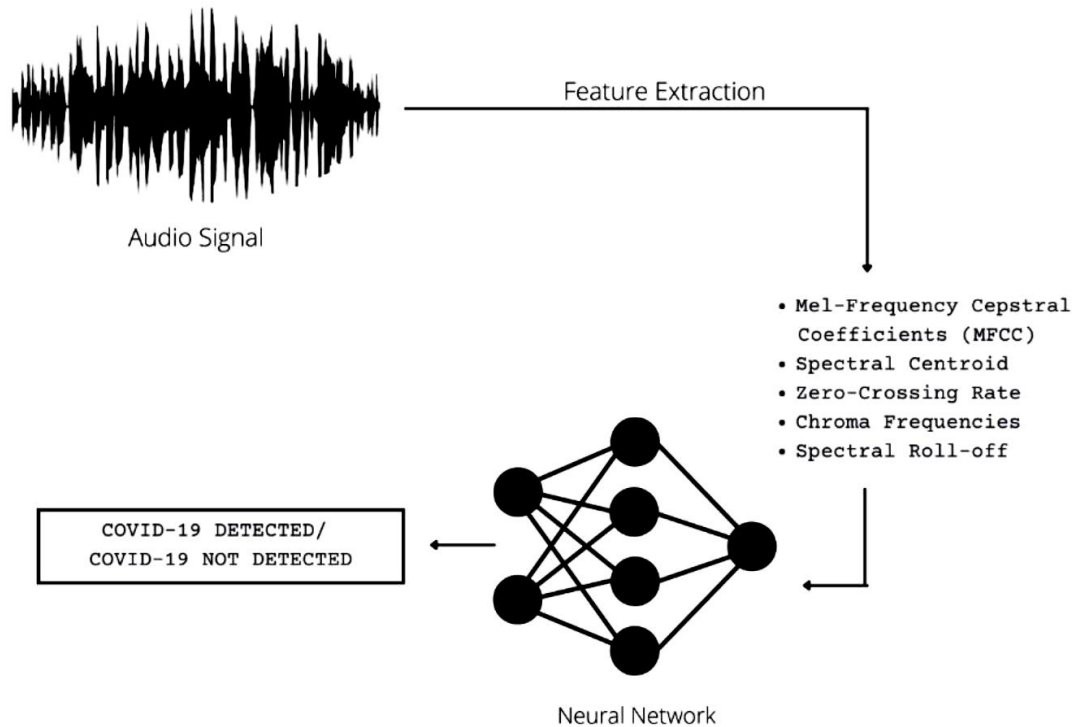 Feature Extraction
Audio Signal
• Mel-Frequency Cepstral
Coefficients (MFCC)
• Spectral Centroid
• Zero-Crossing Rate
• Chroma Frequencies
• Spectral Roll-off
COVID-19 DETECTED/
COVID-19 NOT DETECTED
Neural Network